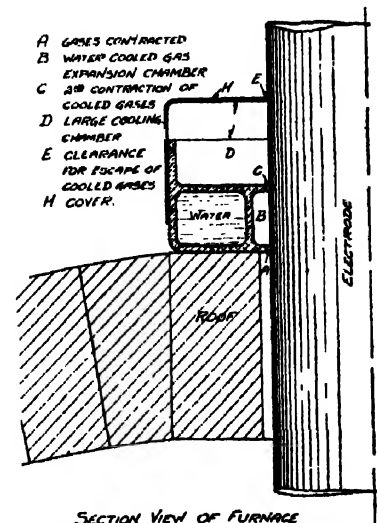 A GASES CONTRACTED
B WATER COOLED GAS
EXPANSION CHAMBER
C 2ND CONTRACTION OF
COOLED GASES
D LARGE COOLING
CHAMBER
E CLEARANCE
FOR ESCAPE OF
COOLED GASES
H COVER.
H
E
D
C
WATER
B
A
ROOF
ELECTRODE
SECTION VIEW OF FURNACE